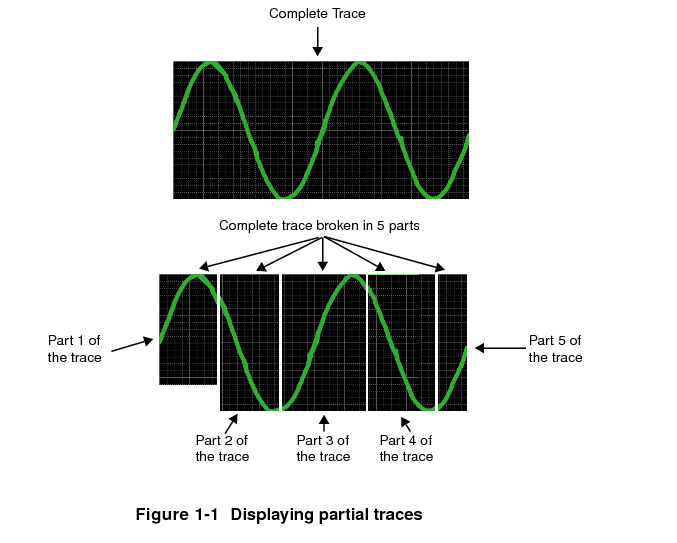 Complete Trace
Complete trace broken in 5 parts
Part 1 of
the trace
Part 5 of
the trace
Part 2 of
the trace
Part 3 of
the trace
Part 4 of
the trace
Figure 1-1 Displaying partial traces